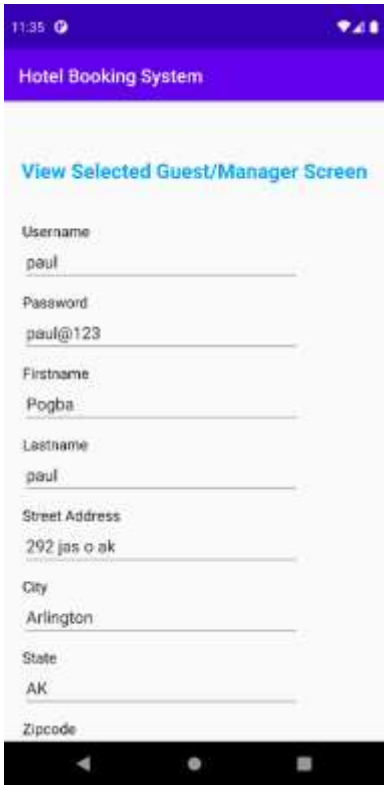 11:35
Hotel Booking System
View Selected Guest/Manager Screen
Username
paul
Password
paul@123
Firstname
Pogba
Lastname
paul
Street Address
292 jas o ak
City
Arlington
State
AK
Zipcode